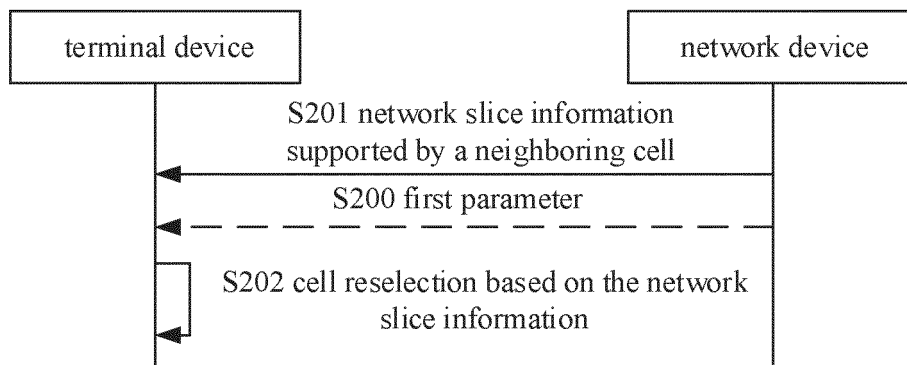 terminal device
network device
S201 network slice information
supported by a neighboring cell
S200 first parameter
S202 cell reselection based on the network
slice information